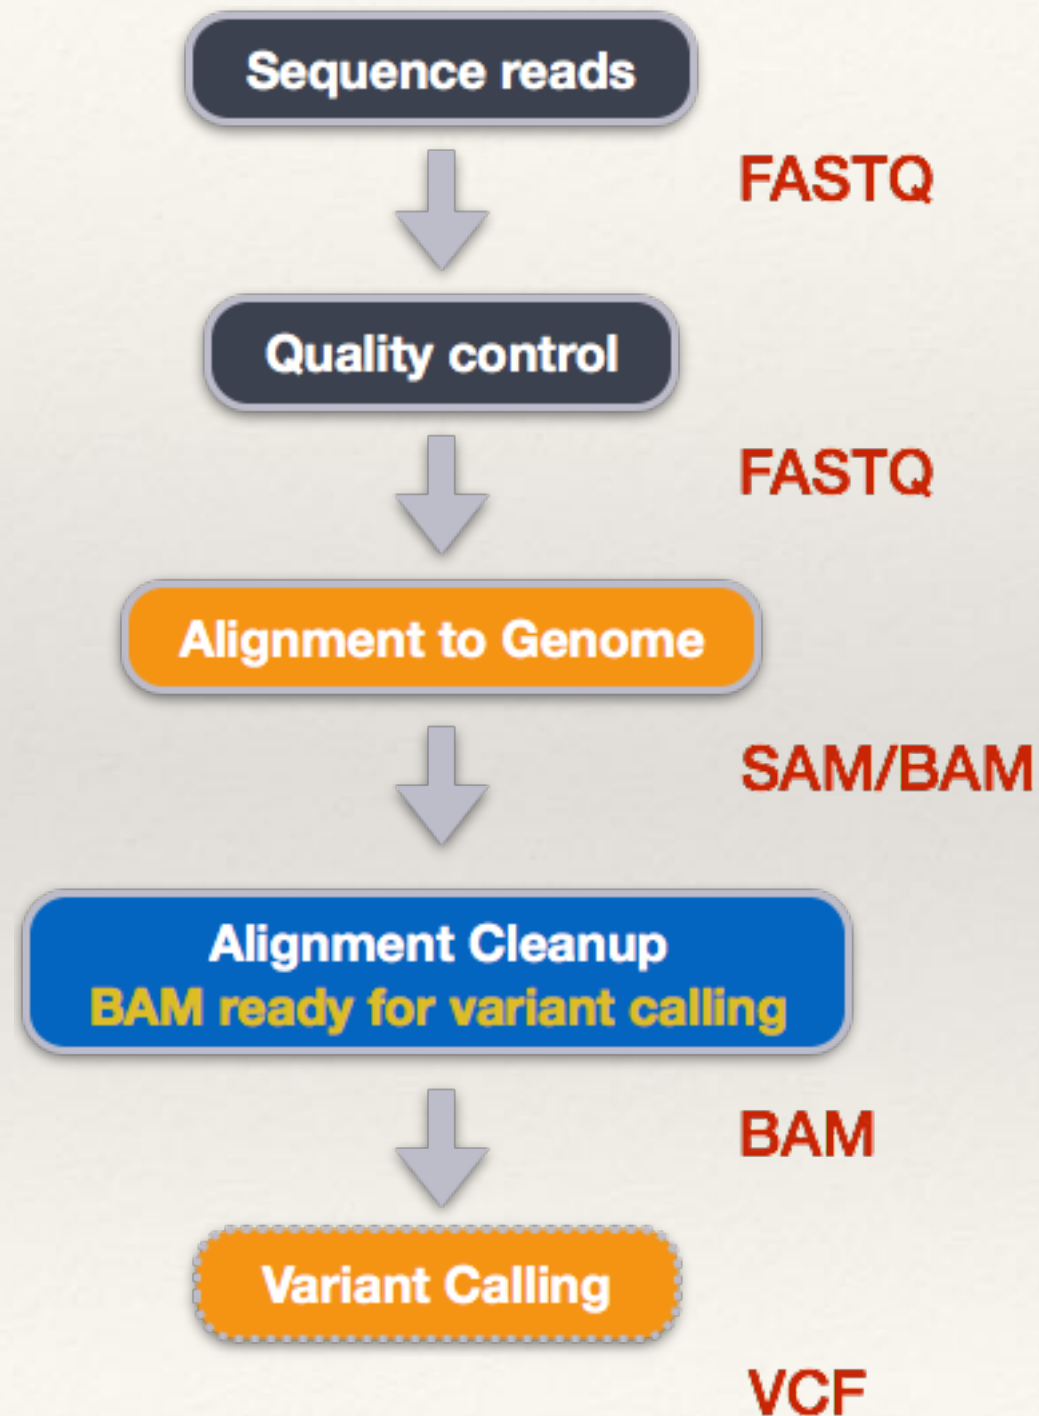 Sequence reads
FASTQ
Quality control
FASTQ
Alignment to Genome
SAM/BAM
Alignment Cleanup
BAM ready for variant calling
BAM
Variant Calling
VCF